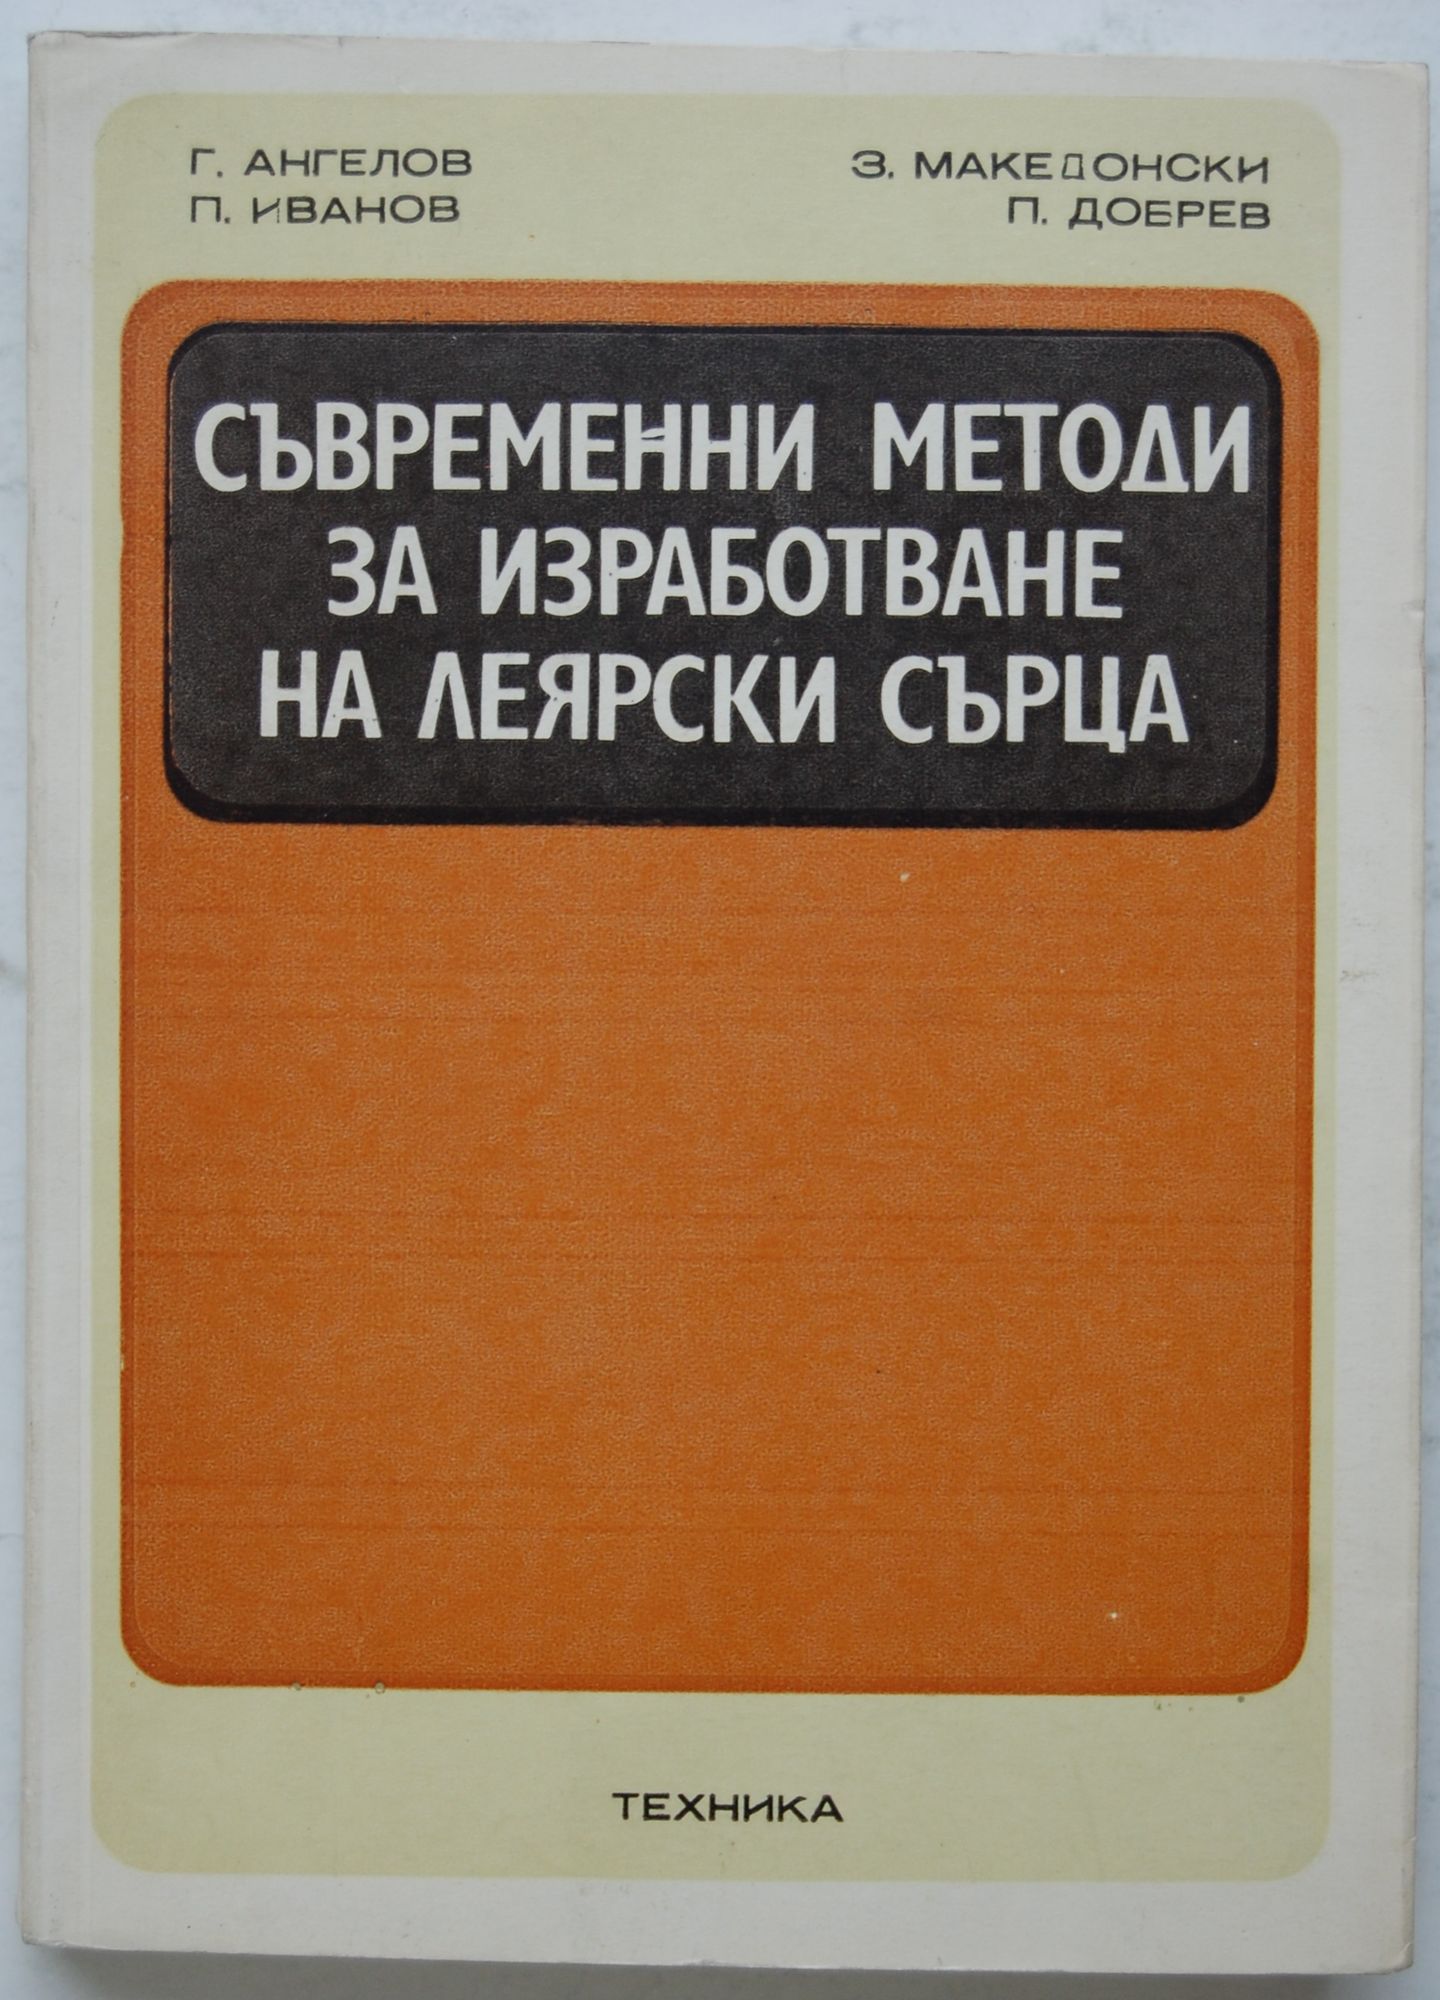 Г. АНГЕЛОВ
П. ИВАНОВ
З. МАКЕДОНСКИ
П. ДОБРЕВ
СЪВРЕМЕННИ МЕТОДИ
ЗА ИЗРАБОТВАНЕ
НА ЛЕЯРСКИ СЪРЦА
ТЕХНИКА